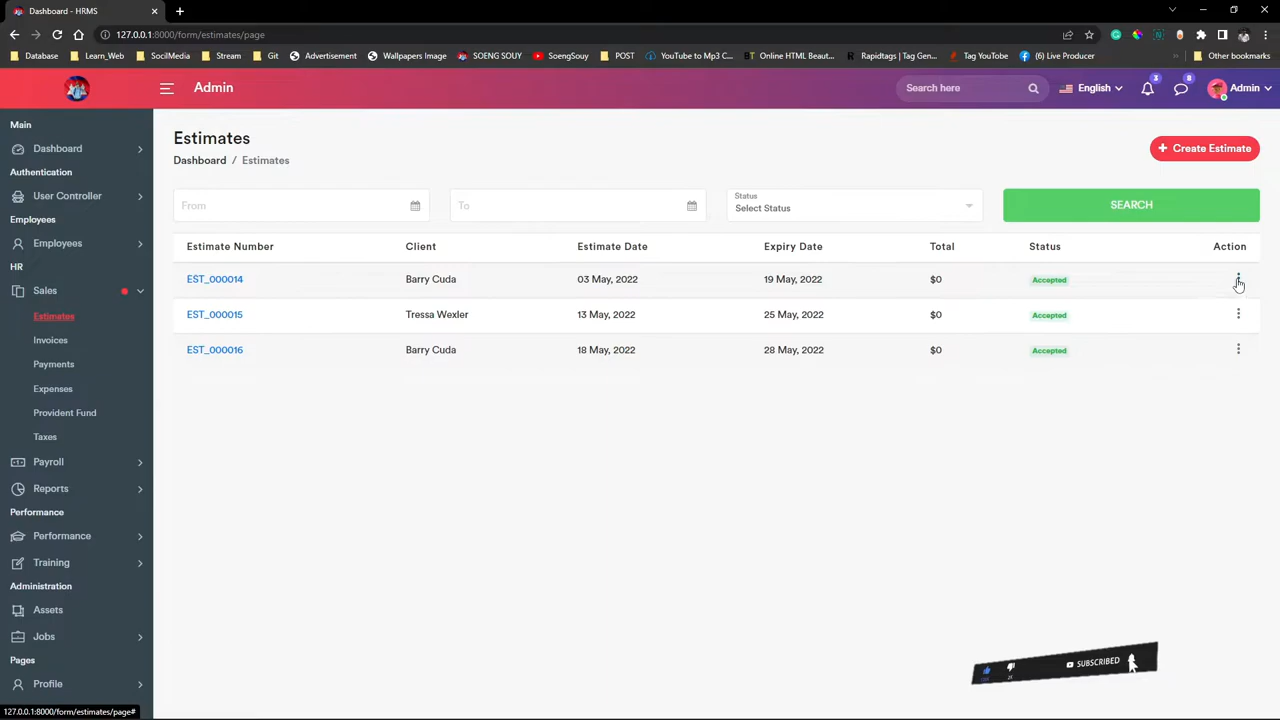 Dashboard - HRMS
127.0.0.1:8000/form/estimates/page
Database Learn_Web SocilMedia Stream Git Advertisement Wallpapers Image SOENG SOUY SoengSouy POST YouTube to Mp3 C... Online HTML Beaut... Rapidtags | Tag Gen... Tag YouTube (6) Live Producer Other bookmarks
Admin
Search here
English
3
8
Admin
Main
Dashboard
Authentication
User Controller
Employees
Employees
HR
Sales
Estimates
Invoices
Payments
Expenses
Provident Fund
Taxes
Payroll
Reports
Performance
Performance
Training
Administration
Assets
Jobs
Pages
Profile
127.0.0.1:8000/form/estimates/page#
Estimates
Dashboard / Estimates
+ Create Estimate
From
To
Status
Select Status
SEARCH
Estimate Number Client Estimate Date Expiry Date Total Status Action
EST_000014 Barry Cuda 03 May, 2022 19 May, 2022 $0 Accepted
EST_000015 Tressa Wexler 13 May, 2022 25 May, 2022 $0 Accepted
EST_000016 Barry Cuda 18 May, 2022 28 May, 2022 $0 Accepted
SUBSCRIBED